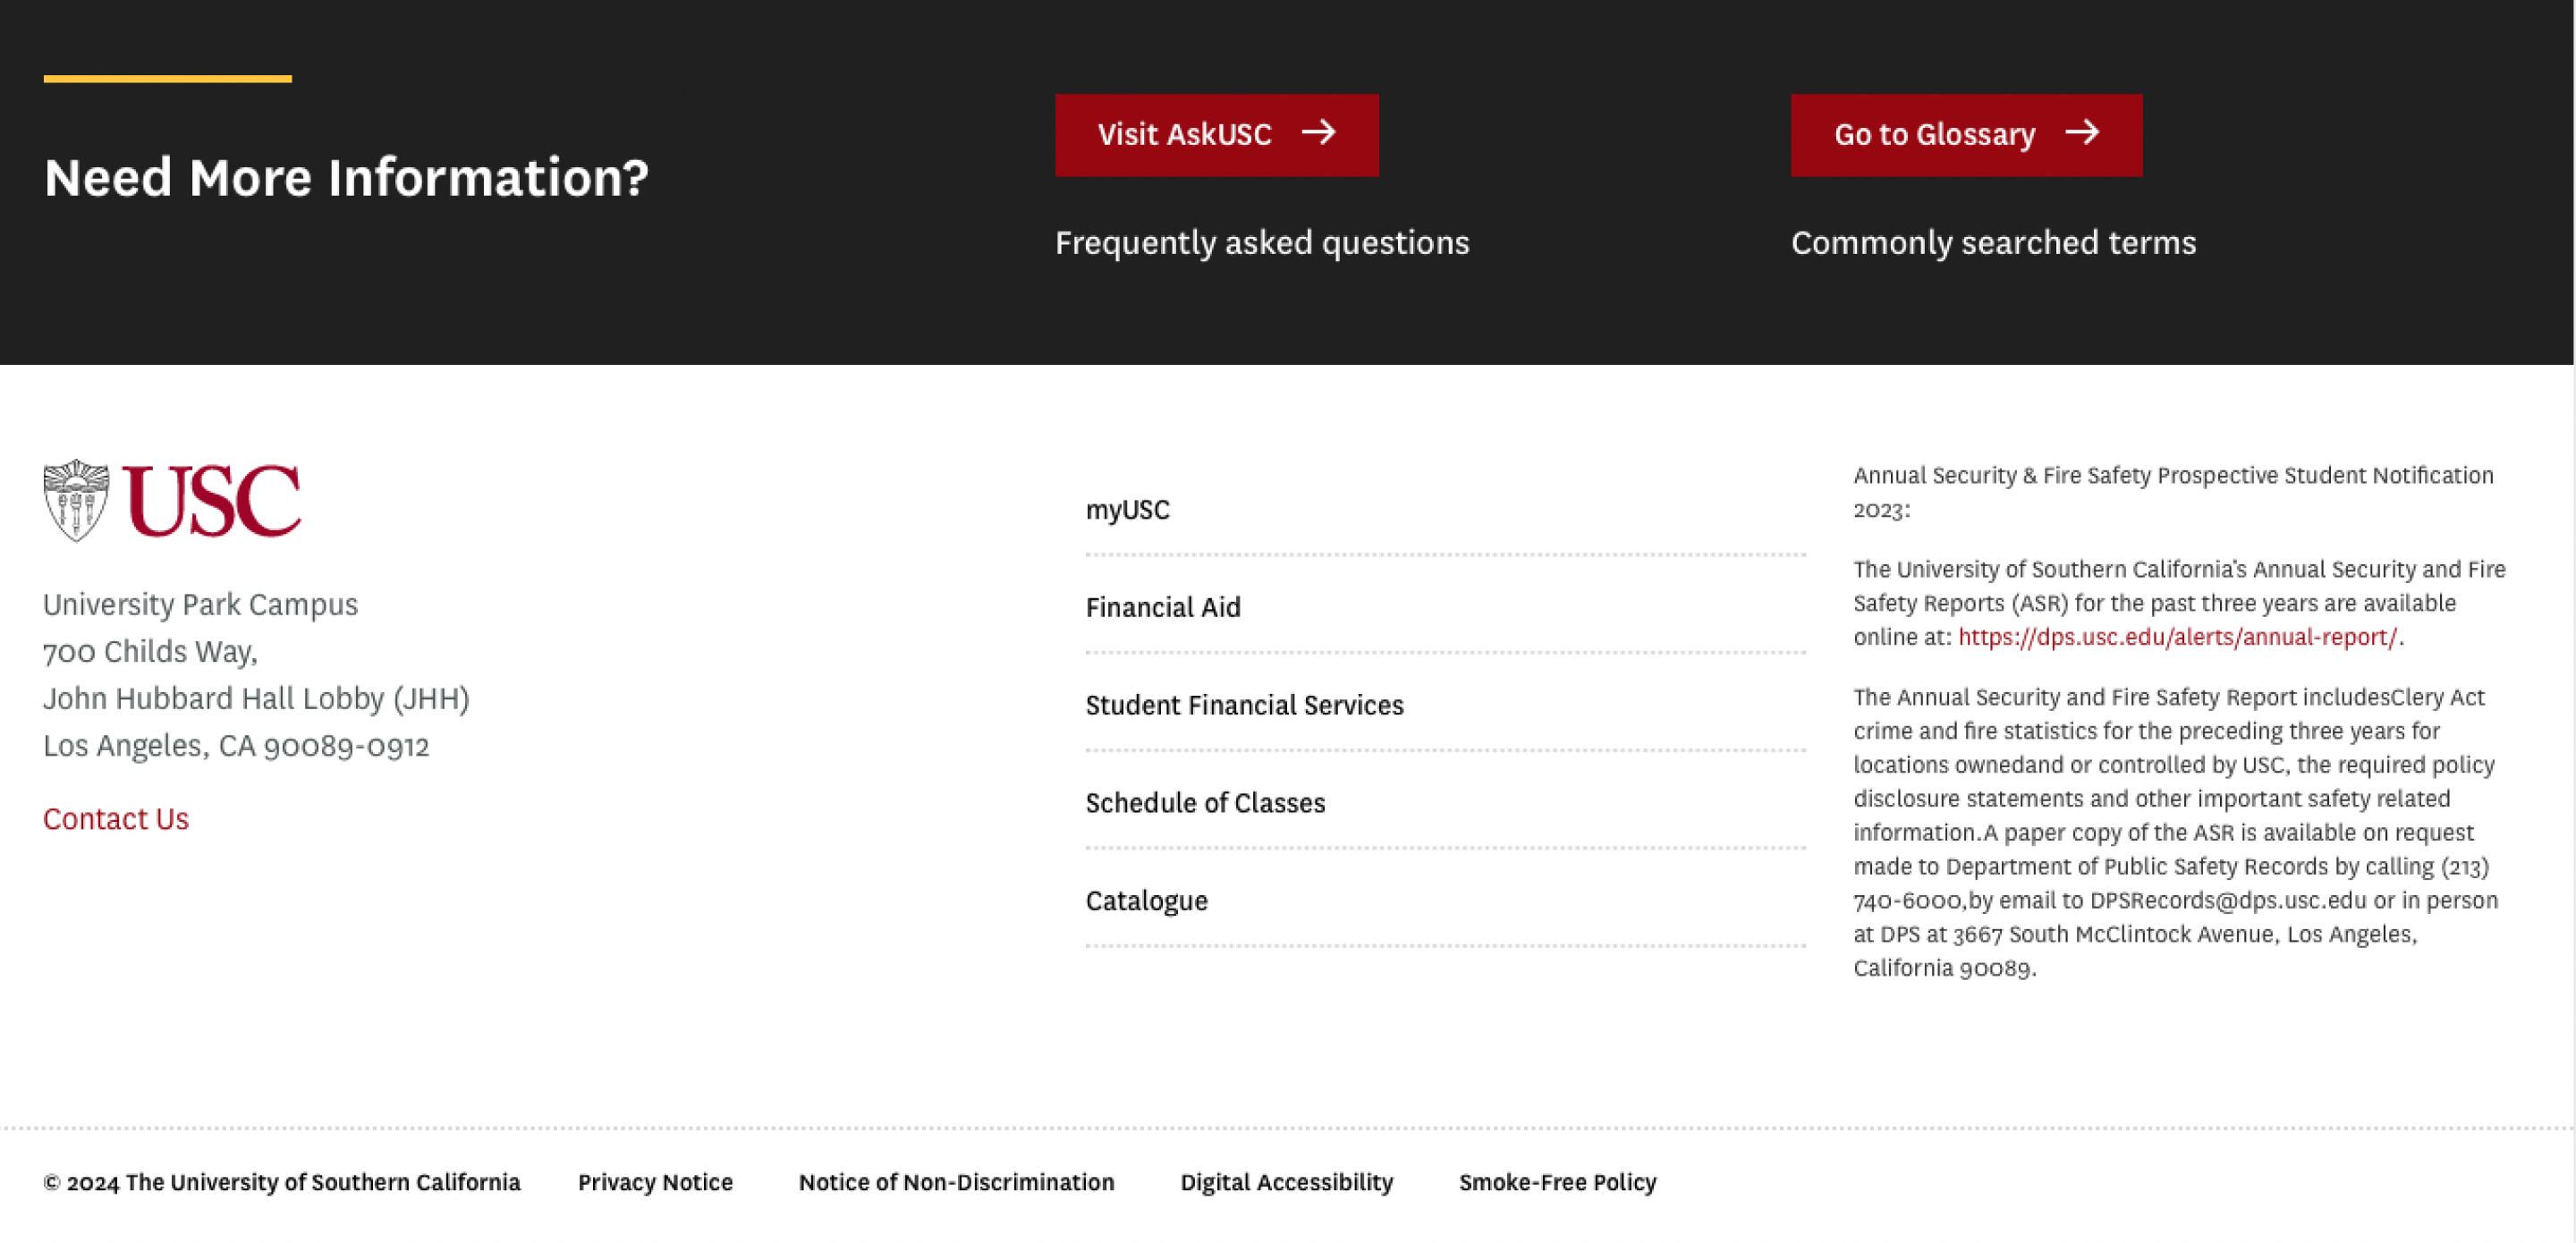 Need More Information?
Visit AskUSC →
Frequently asked questions
Go to Glossary →
Commonly searched terms
USC
University Park Campus
700 Childs Way,
John Hubbard Hall Lobby (JHH)
Los Angeles, CA 90089-0912
Contact Us
myUSC
Financial Aid
Student Financial Services
Schedule of Classes
Catalogue
Annual Security & Fire Safety Prospective Student Notification
2023:
The University of Southern California's Annual Security and Fire
Safety Reports (ASR) for the past three years are available
online at: https://dps.usc.edu/alerts/annual-report/.
The Annual Security and Fire Safety Report includesClery Act
crime and fire statistics for the preceding three years for
locations ownedand or controlled by USC, the required policy
disclosure statements and other important safety related
information.A paper copy of the ASR is available on request
made to Department of Public Safety Records by calling (213)
740-6000,by email to DPSRecords@dps.usc.edu or in person
at DPS at 3667 South McClintock Avenue, Los Angeles,
California 90089.
© 2024 The University of Southern California Privacy Notice Notice of Non-Discrimination Digital Accessibility Smoke-Free Policy